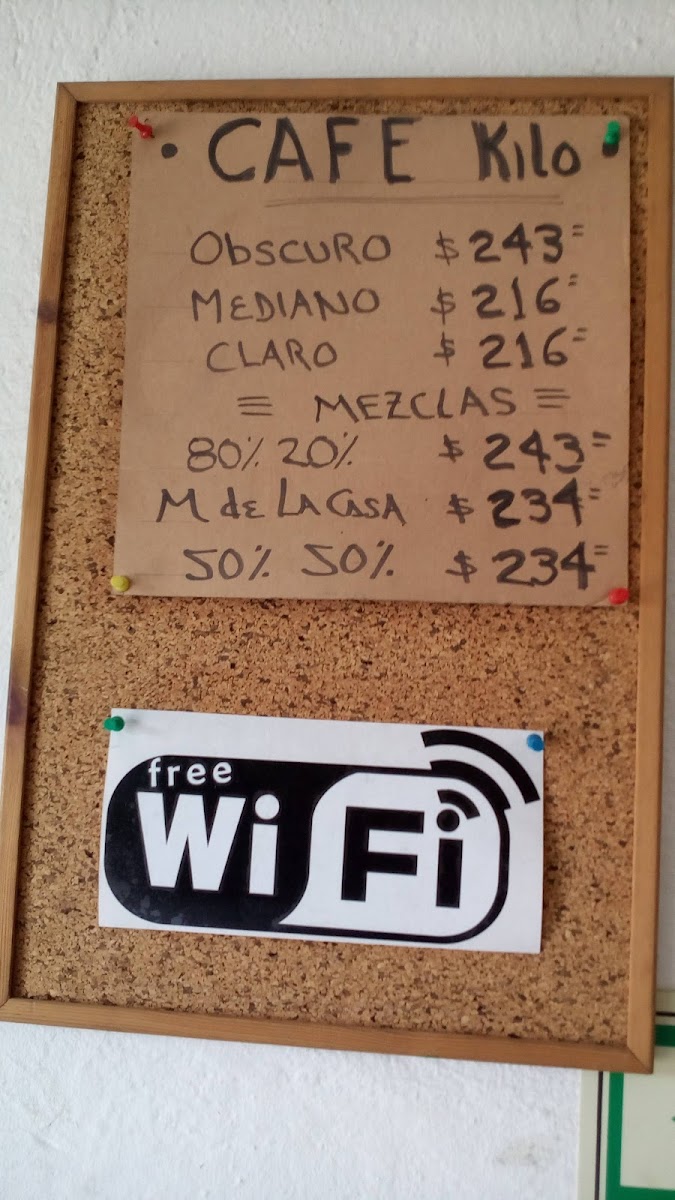 • CAFE Kilo •
OBSCURO $243=
MEDIANO $216=
CLARO $216=
≡ MEZCLAS ≡
80% 20% $243=
M de LA CASA $234=
50% 50% $234=
free
WiFi